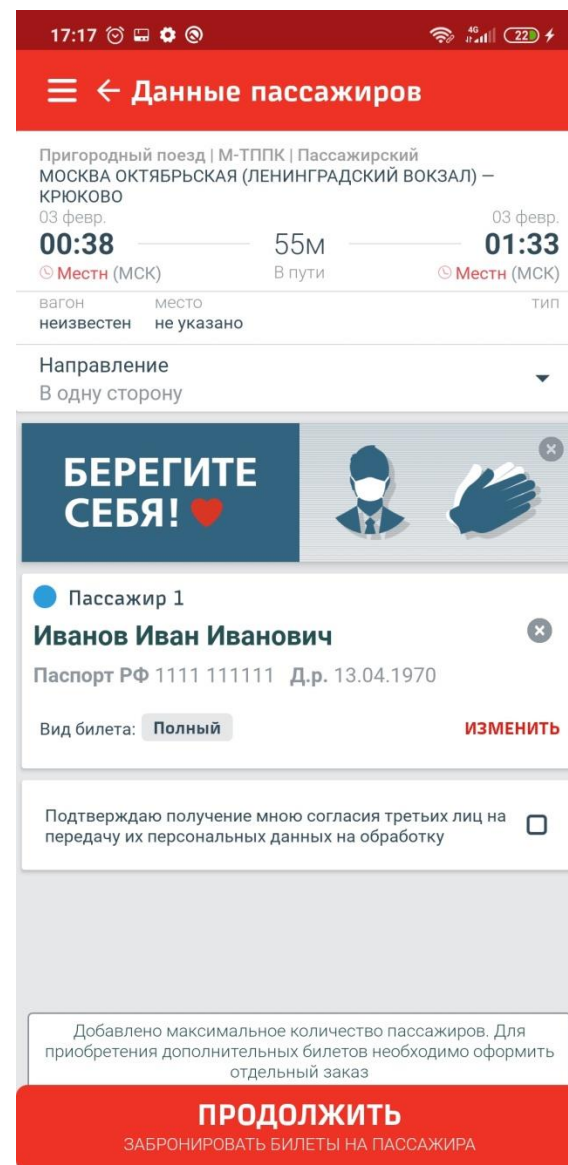 17:17 4G 22
Данные пассажиров
Пригородный поезд | М-ТППК | Пассажирский
МОСКВА ОКТЯБРЬСКАЯ (ЛЕНИНГРАДСКИЙ ВОКЗАЛ) —
КРЮКОВО
03 февр. 03 февр.
00:38 55м 01:33
Местн (МСК) В пути Местн (МСК)
вагон место тип
неизвестен не указано
Направление
В одну сторону
БЕРЕГИТЕ
СЕБЯ!
Пассажир 1
Иванов Иван Иванович
Паспорт РФ 1111 111111 Д.р. 13.04.1970
Вид билета: Полный ИЗМЕНИТЬ
Подтверждаю получение мною согласия третьих лиц на
передачу их персональных данных на обработку
Добавлено максимальное количество пассажиров. Для
приобретения дополнительных билетов необходимо оформить
отдельный заказ
ПРОДОЛЖИТЬ
ЗАБРОНИРОВАТЬ БИЛЕТЫ НА ПАССАЖИРА